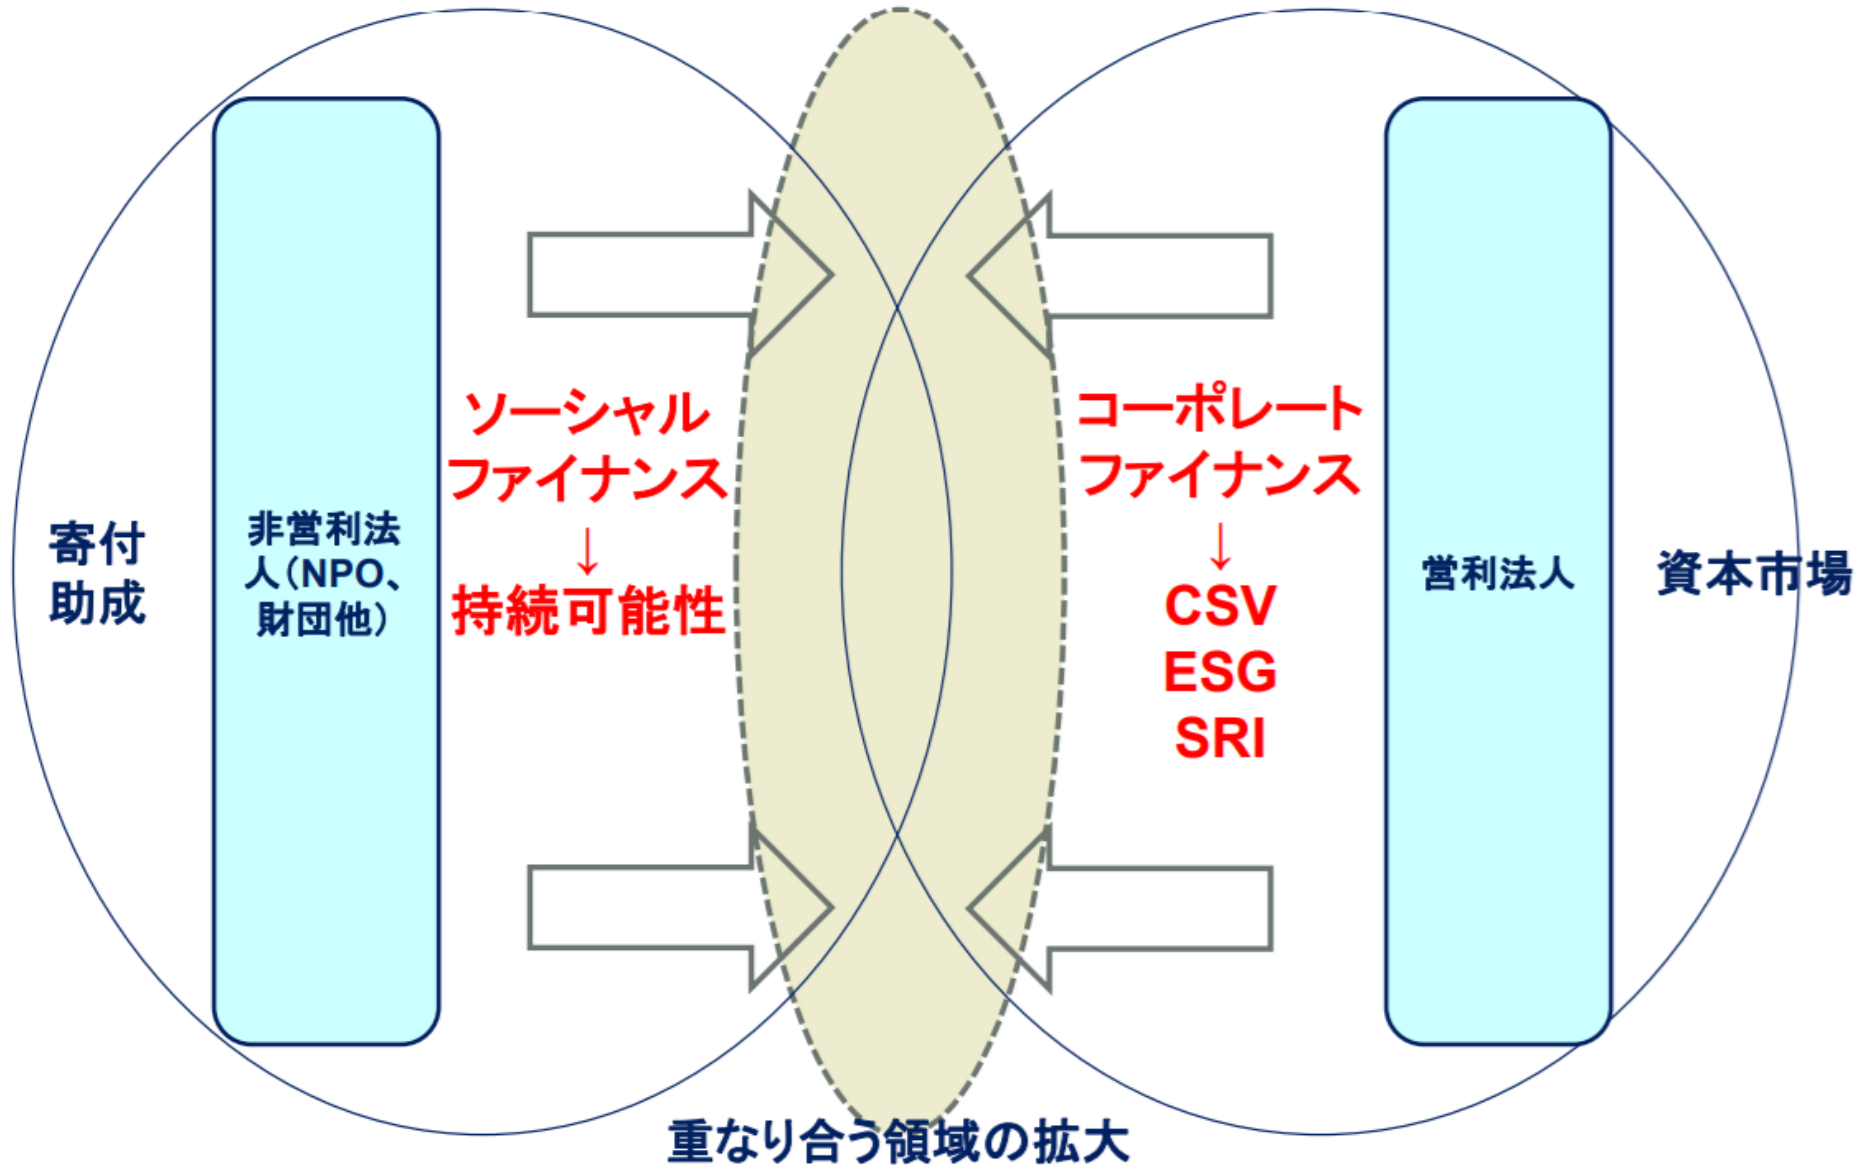 寄付
助成
非営利法
人(NPO、
財団他)
ソーシャル
ファイナンス
↓
持続可能性
コーポレート
ファイナンス
↓
CSV
ESG
SRI
営利法人
資本市場
重なり合う領域の拡大